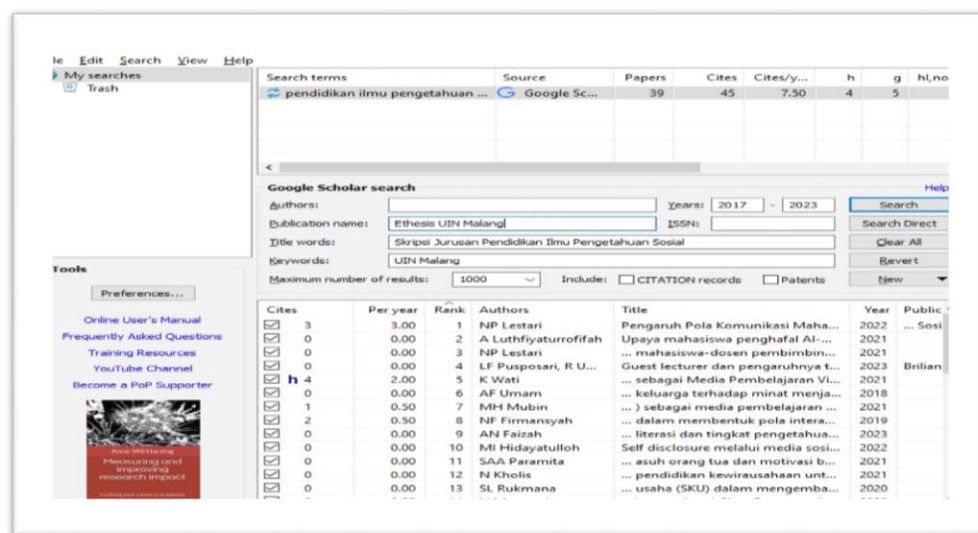 le Edit Search View Help
My searches
Trash
Search terms Source Papers Cites Cites/y... h g hl,no
pendidikan ilmu pengetahuan ... Google Sc... 39 45 7.50 4 5
Google Scholar search Help
Authors: Years: 2017 - 2023 Search
Publication name: Ethesis UIN Malang ISSN: Search Direct
Title words: Skripsi Jurusan Pendidikan Ilmu Pengetahuan Sosial Clear All
Keywords: UIN Malang Revert
Maximum number of results: 1000 Include: CITATION records Patents New
Tools
Preferences...
Online User's Manual
Frequently Asked Questions
Training Resources
YouTube Channel
Become a PoP Supporter
Anne-Wil Harzing
Measuring and
improving
research impact
Cites Per year Rank Authors Title Year Public
3 3.00 1 NP Lestari Pengaruh Pola Komunikasi Maha... 2022 ... Sosi
0 0.00 2 A Luthfiyaturrofifah Upaya mahasiswa penghafal Al-... 2021
0 0.00 3 NP Lestari ... mahasiswa-dosen pembimbin... 2021
0 0.00 4 LF Pusposari, R U... Guest lecturer dan pengaruhnya t... 2023 Brilian
h 4 2.00 5 K Wati ... sebagai Media Pembelajaran Vi... 2021
0 0.00 6 AF Umam ... keluarga terhadap minat menja... 2018
1 0.50 7 MH Mubin ... ) sebagai media pembelajaran ... 2021
2 0.50 8 NF Firmansyah ... dalam membentuk pola intera... 2019
0 0.00 9 AN Faizah ... literasi dan tingkat pengetahua... 2023
0 0.00 10 MI Hidayatulloh Self disclosure melalui media sosi... 2022
0 0.00 11 SAA Paramita ... asuh orang tua dan motivasi b... 2021
0 0.00 12 N Kholis ... pendidikan kewirausahaan unt... 2021
0 0.00 13 SL Rukmana ... usaha (SKU) dalam mengemba... 2020